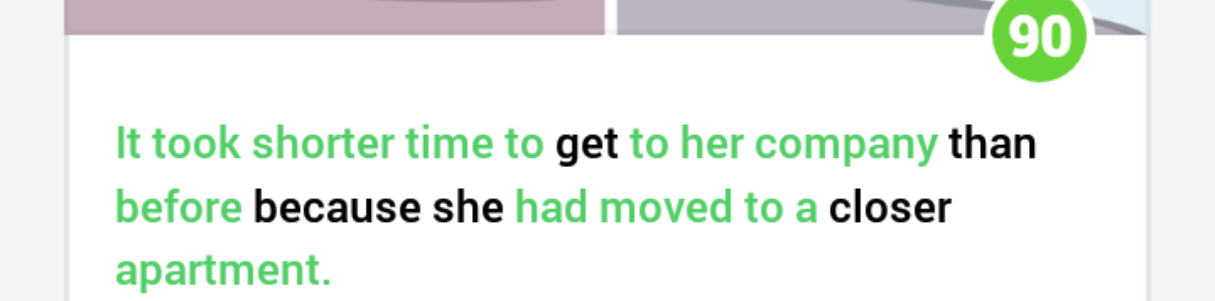 90
It took shorter time to get to her company than
before because she had moved to a closer
apartment.